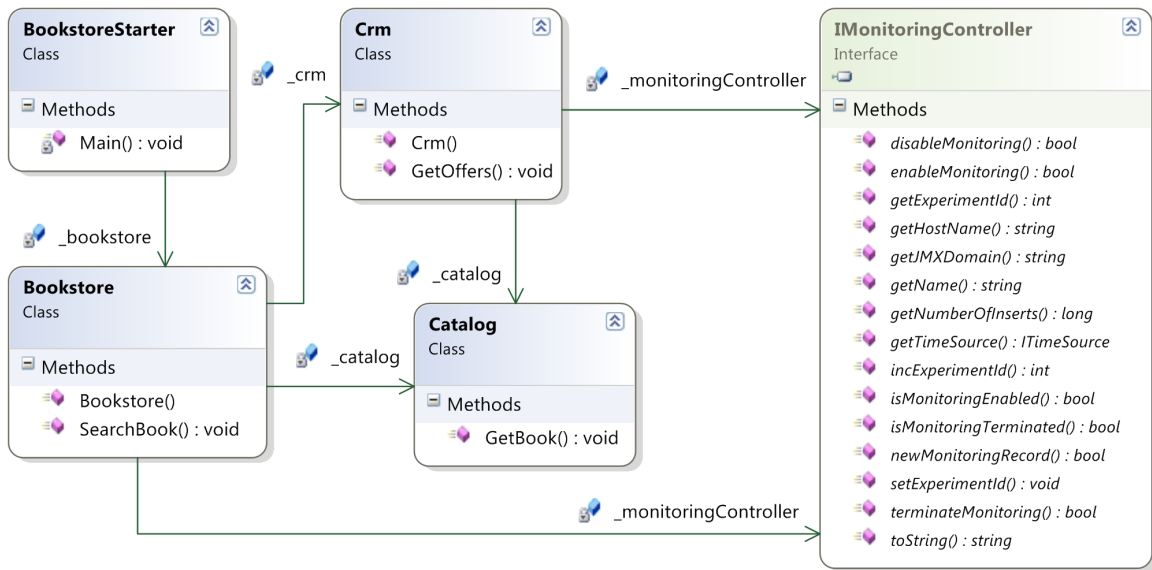 BookstoreStarter
Class
Methods
Main() : void
_crm
Crm
Class
Methods
Crm()
GetOffers() : void
_monitoringController
IMonitoringController
Interface
Methods
disableMonitoring() : bool
enableMonitoring() : bool
getExperimentId() : int
getHostName() : string
getJMXDomain() : string
getName() : string
getNumberOfInserts() : long
getTimeSource() : ITimeSource
incExperimentId() : int
isMonitoringEnabled() : bool
isMonitoringTerminated() : bool
newMonitoringRecord() : bool
setExperimentId() : void
terminateMonitoring() : bool
toString() : string
_bookstore
Bookstore
Class
Methods
Bookstore()
SearchBook() : void
_catalog
_catalog
Catalog
Class
Methods
GetBook() : void
_monitoringController